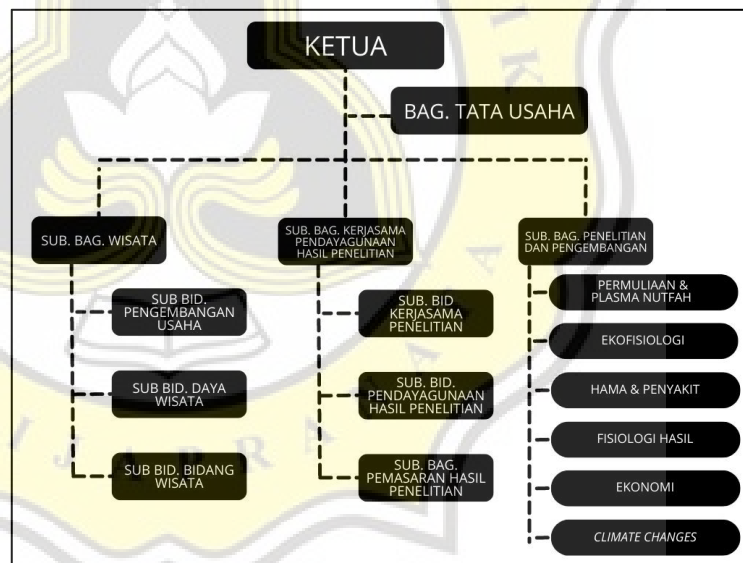 KETUA
BAG. TATA USAHA
SUB. BAG. WISATA
SUB BID.
PENGEMBANGAN
USAHA
SUB BID. DAYA
WISATA
SUB BID. BIDANG
WISATA
SUB. BAG. KERJASAMA
PENDAYAGUNAAN
HASIL PENELITIAN
SUB. BID
KERJASAMA
PENELITIAN
SUB. BID.
PENDAYAGUNAAN
HASIL PENELITIAN
SUB. BAG.
PEMASARAN HASIL
PENELITIAN
SUB. BAG. PENELITIAN
DAN PENGEMBANGAN
PERMULIAAN &
PLASMA NUTFAH
EKOFISIOLOGI
HAMA & PENYAKIT
FISIOLOGI HASIL
EKONOMI
CLIMATE CHANGES